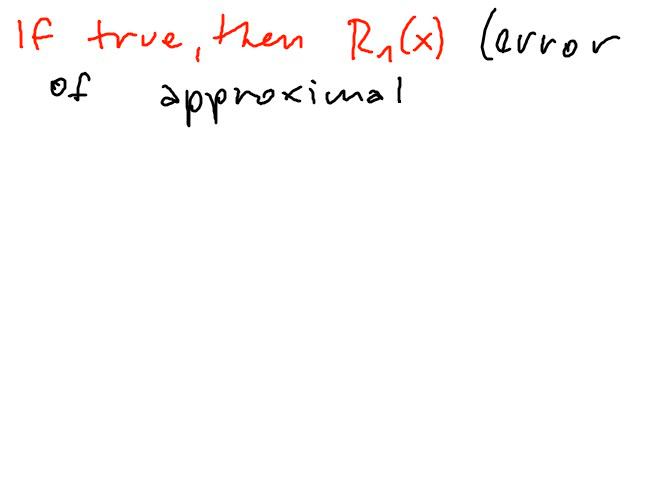 If true, then R₁(x) (error
of approximal